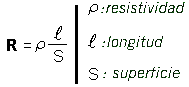 R = ρ ℓ/S
ρ: resistividad
ℓ: longitud
S: superficie